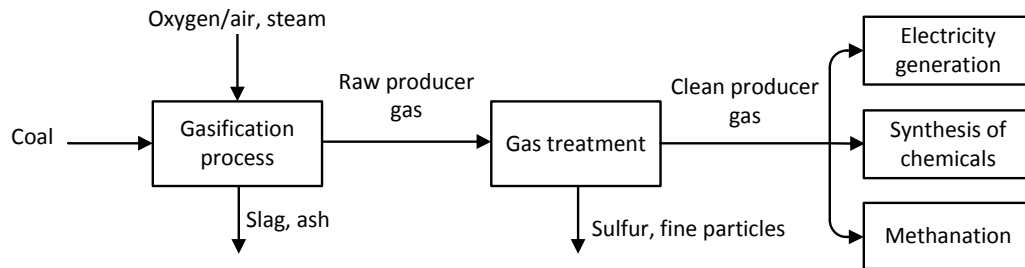 Oxygen/air, steam
Coal
Gasification
process
Slag, ash
Raw producer
gas
Gas treatment
Sulfur, fine particles
Clean producer
gas
Electricity
generation
Synthesis of
chemicals
Methanation